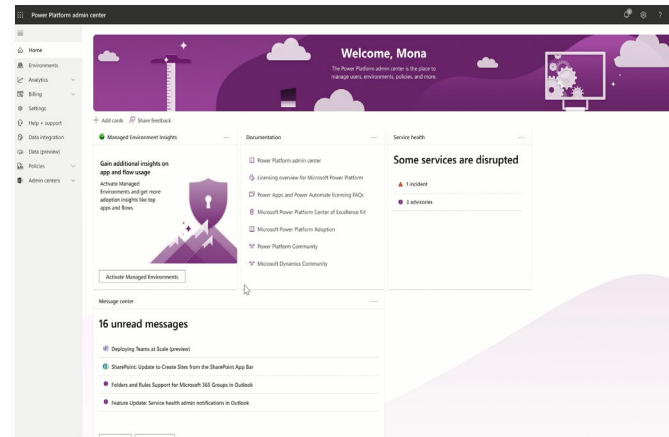 Power Platform admin center
Home
Environments
Analytics
Billing
Settings
Help + support
Data integration
Data (preview)
Policies
Admin centers
Welcome, Mona
The Power Platform admin center is the place to
manage users, environments, policies, and more.
Add cards
Share feedback
Managed Environment Insights
Gain additional insights on
app and flow usage
Activate Managed
Environments and get more
adoption insights like top
apps and flows.
Activate Managed Environments
Documentation
Power Platform admin center
Licensing overview for Microsoft Power Platform
Power Apps and Power Automate licensing FAQs
Microsoft Power Platform Center of Excellence Kit
Microsoft Power Platform Adoption
Power Platform Community
Microsoft Dynamics Community
Service health
Some services are disrupted
1 incident
3 advisories
Message center
16 unread messages
Deploying Teams at Scale (preview)
SharePoint: Update to Create Sites from the SharePoint App Bar
Folders and Rules Support for Microsoft 365 Groups in Outlook
Feature Update: Service health admin notifications in Outlook